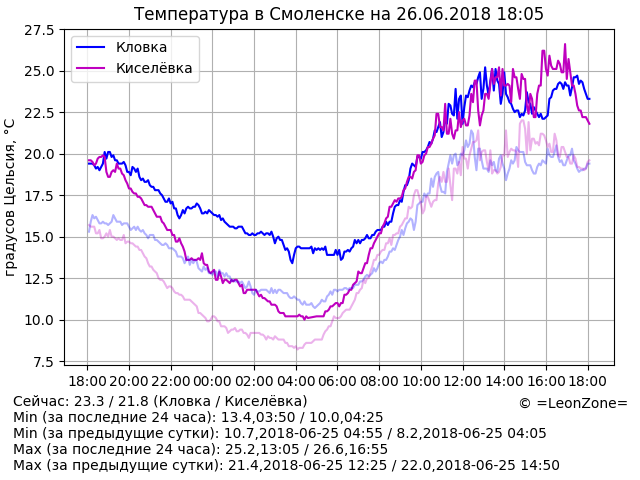 Температура в Смоленске на 26.06.2018 18:05
27.5
25.0
22.5
20.0
17.5
15.0
12.5
10.0
7.5
градусов Цельсия, °C
Кловка
Киселёвка
18:00 20:00 22:00 00:00 02:00 04:00 06:00 08:00 10:00 12:00 14:00 16:00 18:00
Сейчас: 23.3 / 21.8 (Кловка / Киселёвка)
© =LeonZone=
Min (за последние 24 часа): 13.4,03:50 / 10.0,04:25
Min (за предыдущие сутки): 10.7,2018-06-25 04:55 / 8.2,2018-06-25 04:05
Max (за последние 24 часа): 25.2,13:05 / 26.6,16:55
Max (за предыдущие сутки): 21.4,2018-06-25 12:25 / 22.0,2018-06-25 14:50